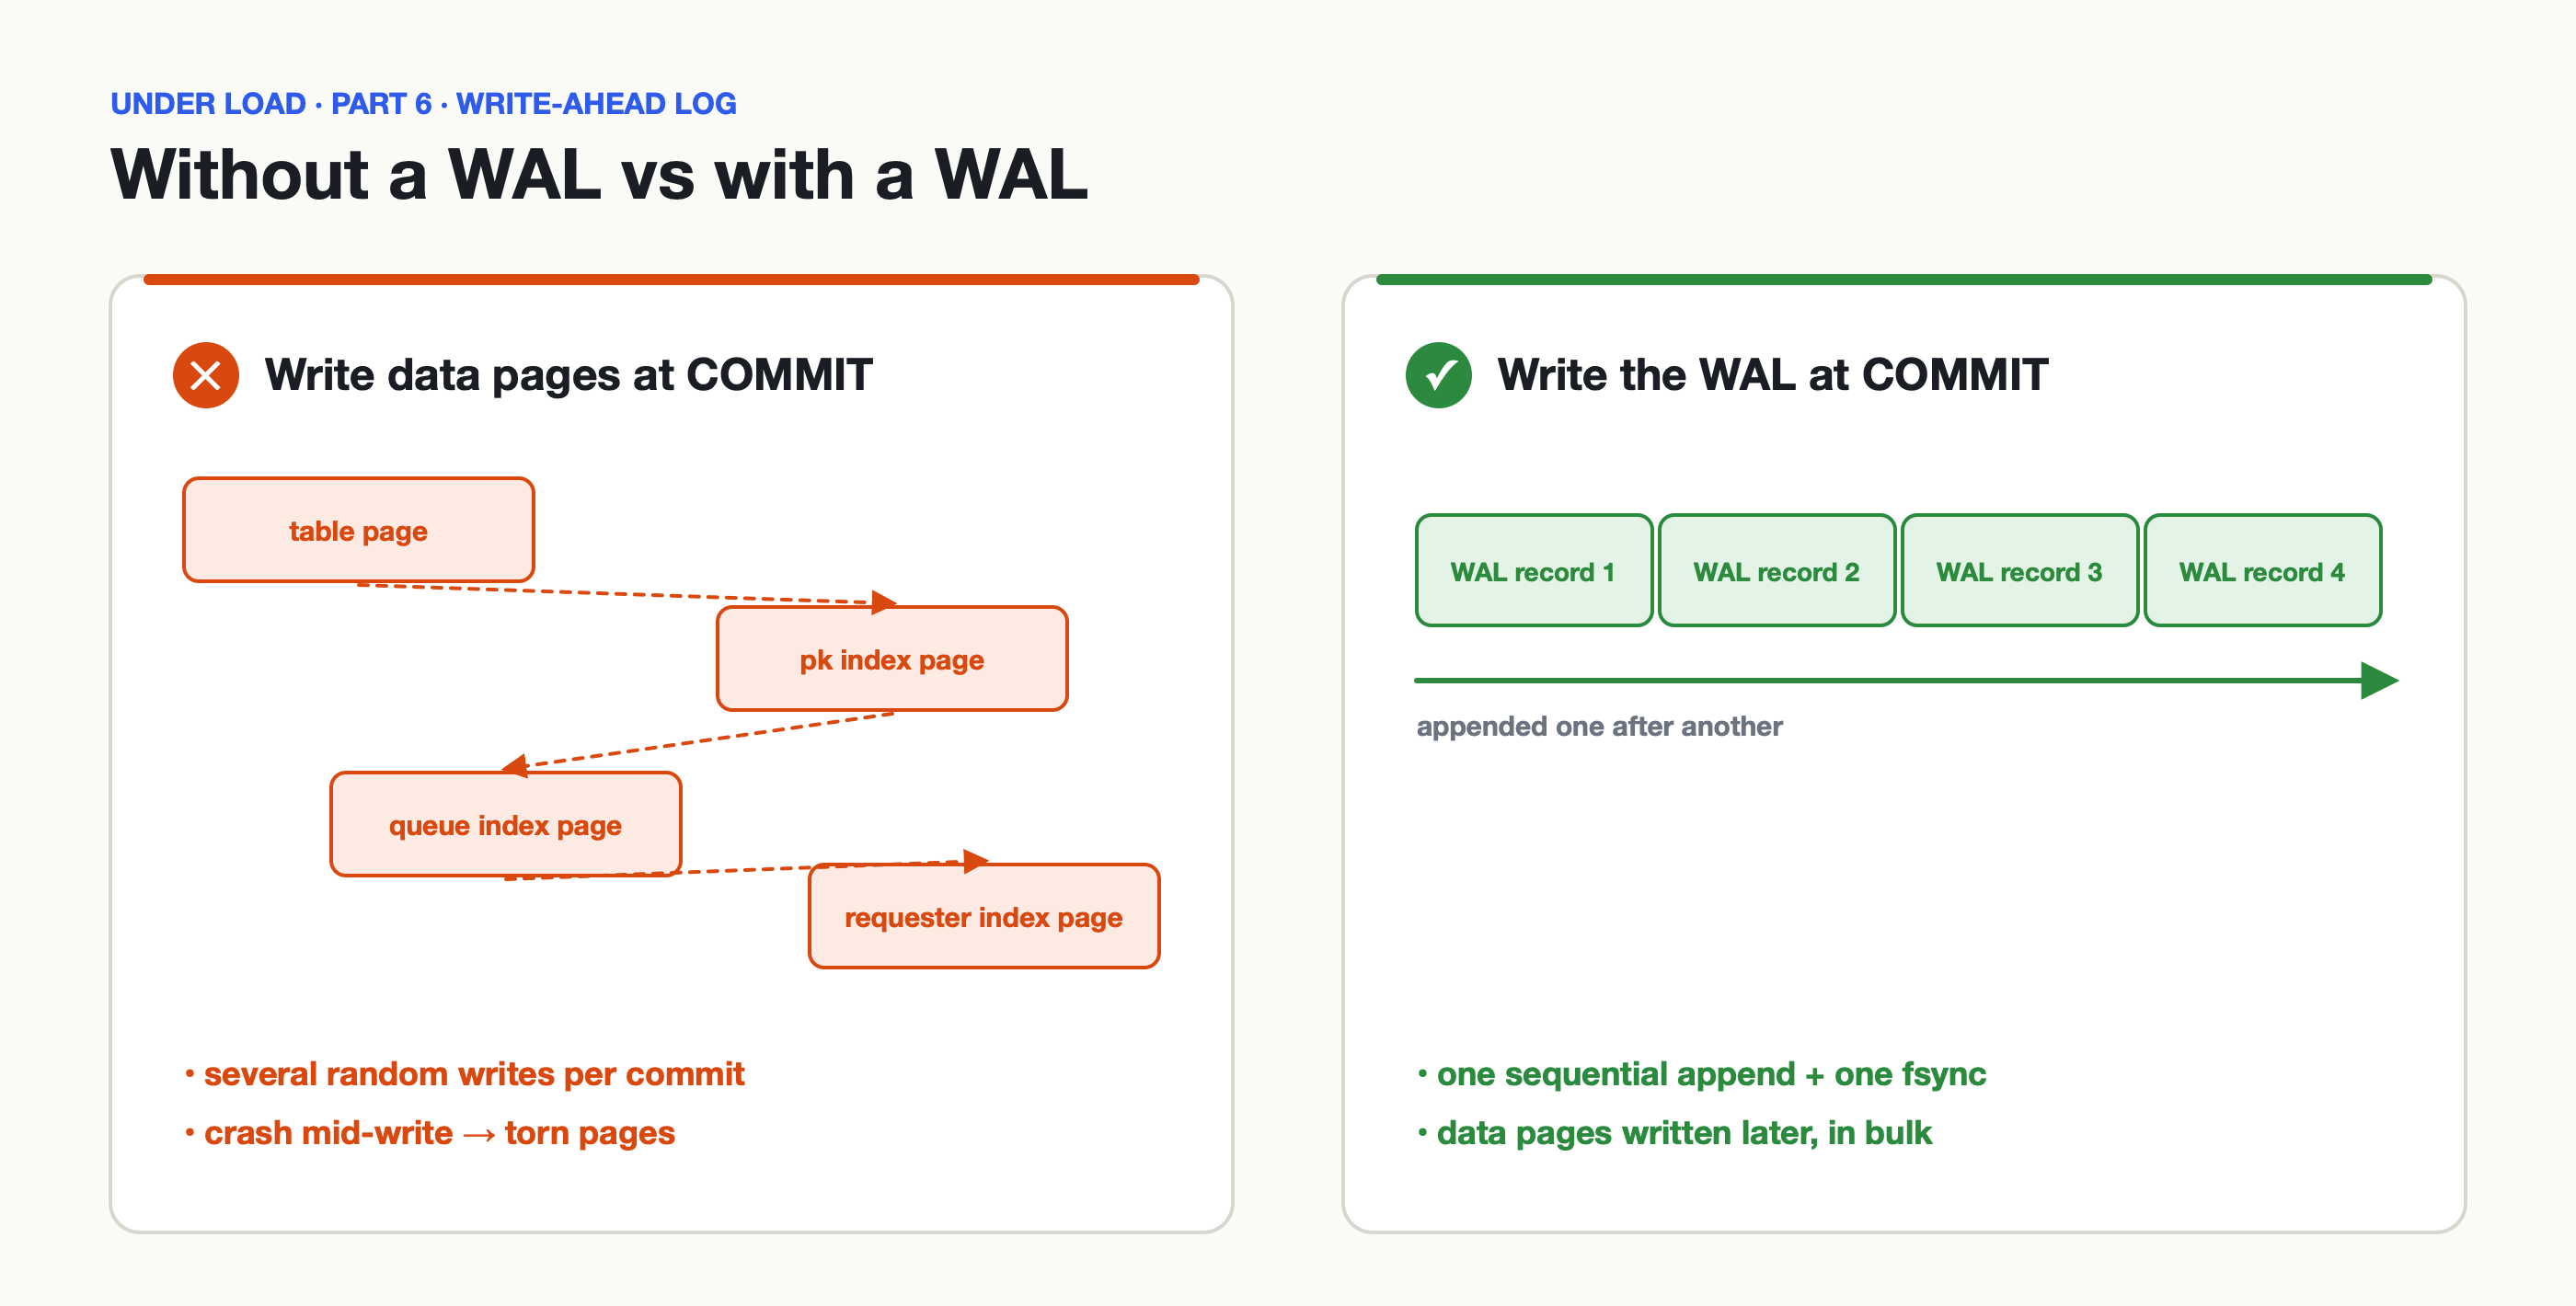 UNDER LOAD · PART 6 · WRITE-AHEAD LOG
Without a WAL vs with a WAL
Write data pages at COMMIT
table page
pk index page
queue index page
requester index page
• several random writes per commit
• crash mid-write → torn pages
Write the WAL at COMMIT
WAL record 1
WAL record 2
WAL record 3
WAL record 4
appended one after another
• one sequential append + one fsync
• data pages written later, in bulk